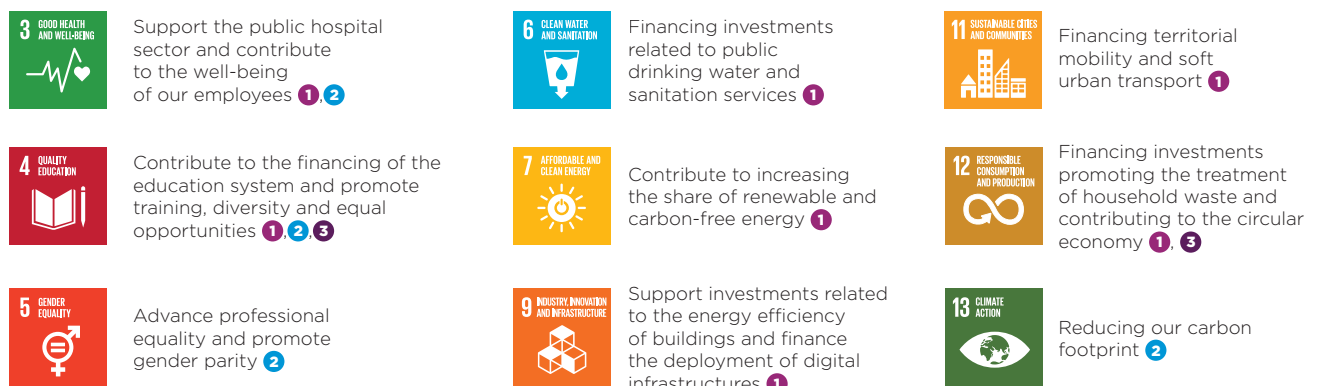 3 GOOD HEALTH
AND WELL-BEING
Support the public hospital
sector and contribute
to the well-being
of our employees 1,2
4 QUALITY
EDUCATION
Contribute to the financing of the
education system and promote
training, diversity and equal
opportunities 1,2,3
5 GENDER
EQUALITY
Advance professional
equality and promote
gender parity 2
6 CLEAN WATER
AND SANITATION
Financing investments
related to public
drinking water and
sanitation services 1
7 AFFORDABLE AND
CLEAN ENERGY
Contribute to increasing
the share of renewable and
carbon-free energy 1
9 INDUSTRY, INNOVATION
AND INFRASTRUCTURE
Support investments related
to the energy efficiency
of buildings and finance
the deployment of digital
infrastructures 1
11 SUSTAINABLE CITIES
AND COMMUNITIES
Financing territorial
mobility and soft
urban transport 1
12 RESPONSIBLE
CONSUMPTION
AND PRODUCTION
Financing investments
promoting the treatment
of household waste and
contributing to the circular
economy 1, 3
13 CLIMATE
ACTION
Reducing our carbon
footprint 2